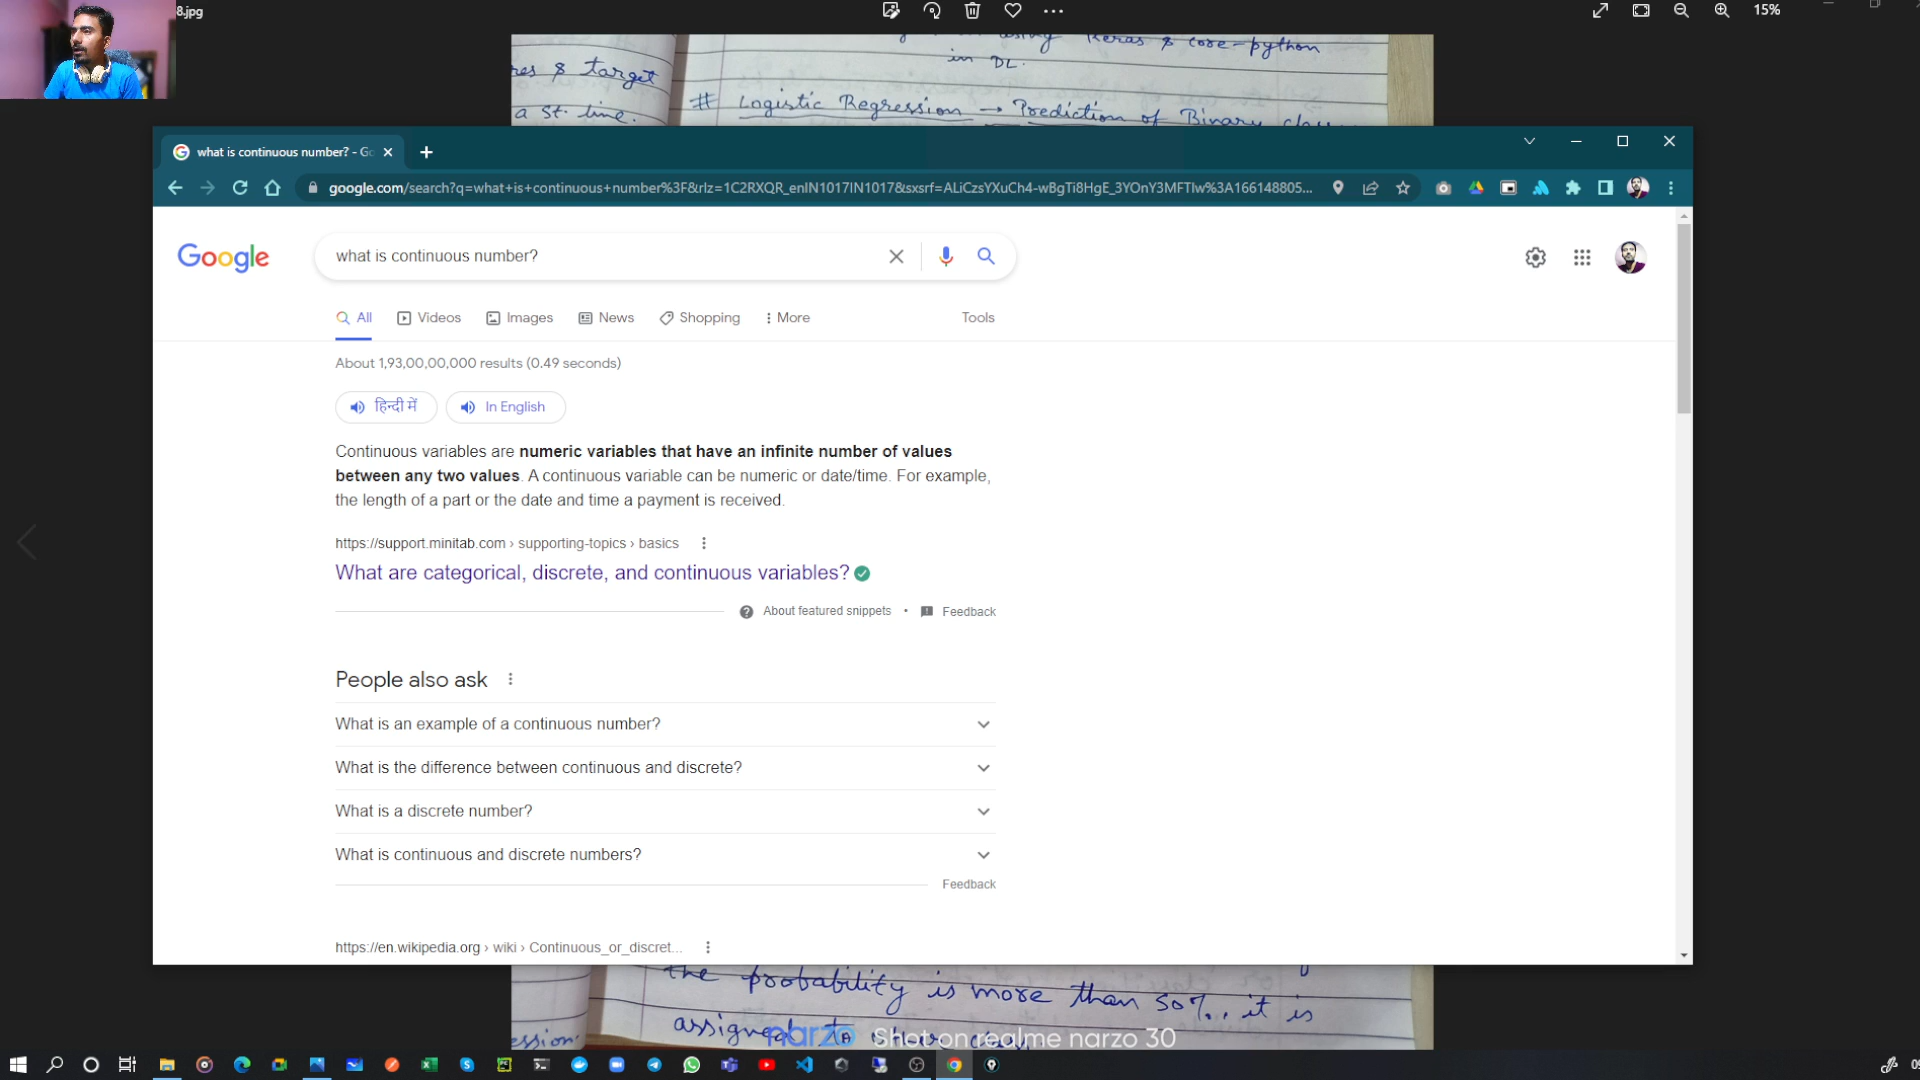 8.jpg
15%
using Keras & core-python
in DL.
res & target
# Logistic Regression → Prediction of Binary
a St. line.
what is continuous number? - Go
google.com/search?q=what+is+continuous+number%3F&rlz=1C2RXQR_enIN1017IN1017&sxsrf=ALiCzsYXuCh4-wBgTi8HgE_3YOnY3MFTIw%3A166148805...
Google
what is continuous number?
All Videos Images News Shopping More Tools
About 1,93,00,00,000 results (0.49 seconds)
हिन्दी में In English
Continuous variables are numeric variables that have an infinite number of values
between any two values. A continuous variable can be numeric or date/time. For example,
the length of a part or the date and time a payment is received.
https://support.minitab.com › supporting-topics › basics
What are categorical, discrete, and continuous variables?
About featured snippets • Feedback
People also ask
What is an example of a continuous number?
What is the difference between continuous and discrete?
What is a discrete number?
What is continuous and discrete numbers?
Feedback
https://en.wikipedia.org › wiki › Continuous_or_discret...
the probability is more than 50%, it is
assigned to
ession
narzo Shot on realme narzo 30